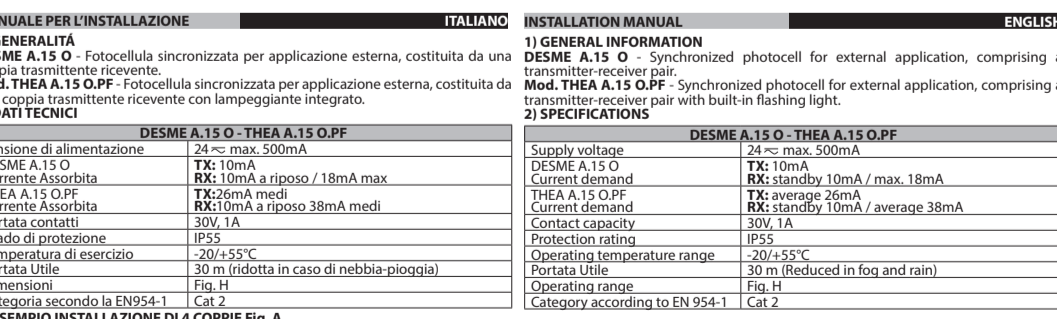 NUALE PER L'INSTALLAZIONE ITALIANO
GENERALITÁ
SME A.15 O - Fotocellula sincronizzata per applicazione esterna, costituita da una
pia trasmittente ricevente.
d. THEA A.15 O.PF - Fotocellula sincronizzata per applicazione esterna, costituita da
coppia trasmittente ricevente con lampeggiante integrato.
DATI TECNICI
DESME A.15 O - THEA A.15 O.PF
nsione di alimentazione 24 ⎓ max. 500mA
SME A.15 O TX: 10mA
rrente Assorbita RX: 10mA a riposo / 18mA max
EA A.15 O.PF TX:26mA medi
rrente Assorbita RX:10mA a riposo 38mA medi
rtata contatti 30V, 1A
ado di protezione IP55
mperatura di esercizio -20/+55°C
rtata Utile 30 m (ridotta in caso di nebbia-pioggia)
mensioni Fig. H
tegoria secondo la EN954-1 Cat 2
SEMPIO INSTALLAZIONE DI 4 COPPIE Fig. A
INSTALLATION MANUAL ENGLISH
1) GENERAL INFORMATION
DESME A.15 O - Synchronized photocell for external application, comprising a
transmitter-receiver pair.
Mod. THEA A.15 O.PF - Synchronized photocell for external application, comprising a
transmitter-receiver pair with built-in flashing light.
2) SPECIFICATIONS
DESME A.15 O - THEA A.15 O.PF
Supply voltage 24 ⎓ max. 500mA
DESME A.15 O TX: 10mA
Current demand RX: standby 10mA / max. 18mA
THEA A.15 O.PF TX: average 26mA
Current demand RX: standby 10mA / average 38mA
Contact capacity 30V, 1A
Protection rating IP55
Operating temperature range -20/+55°C
Portata Utile 30 m (Reduced in fog and rain)
Operating range Fig. H
Category according to EN 954-1 Cat 2